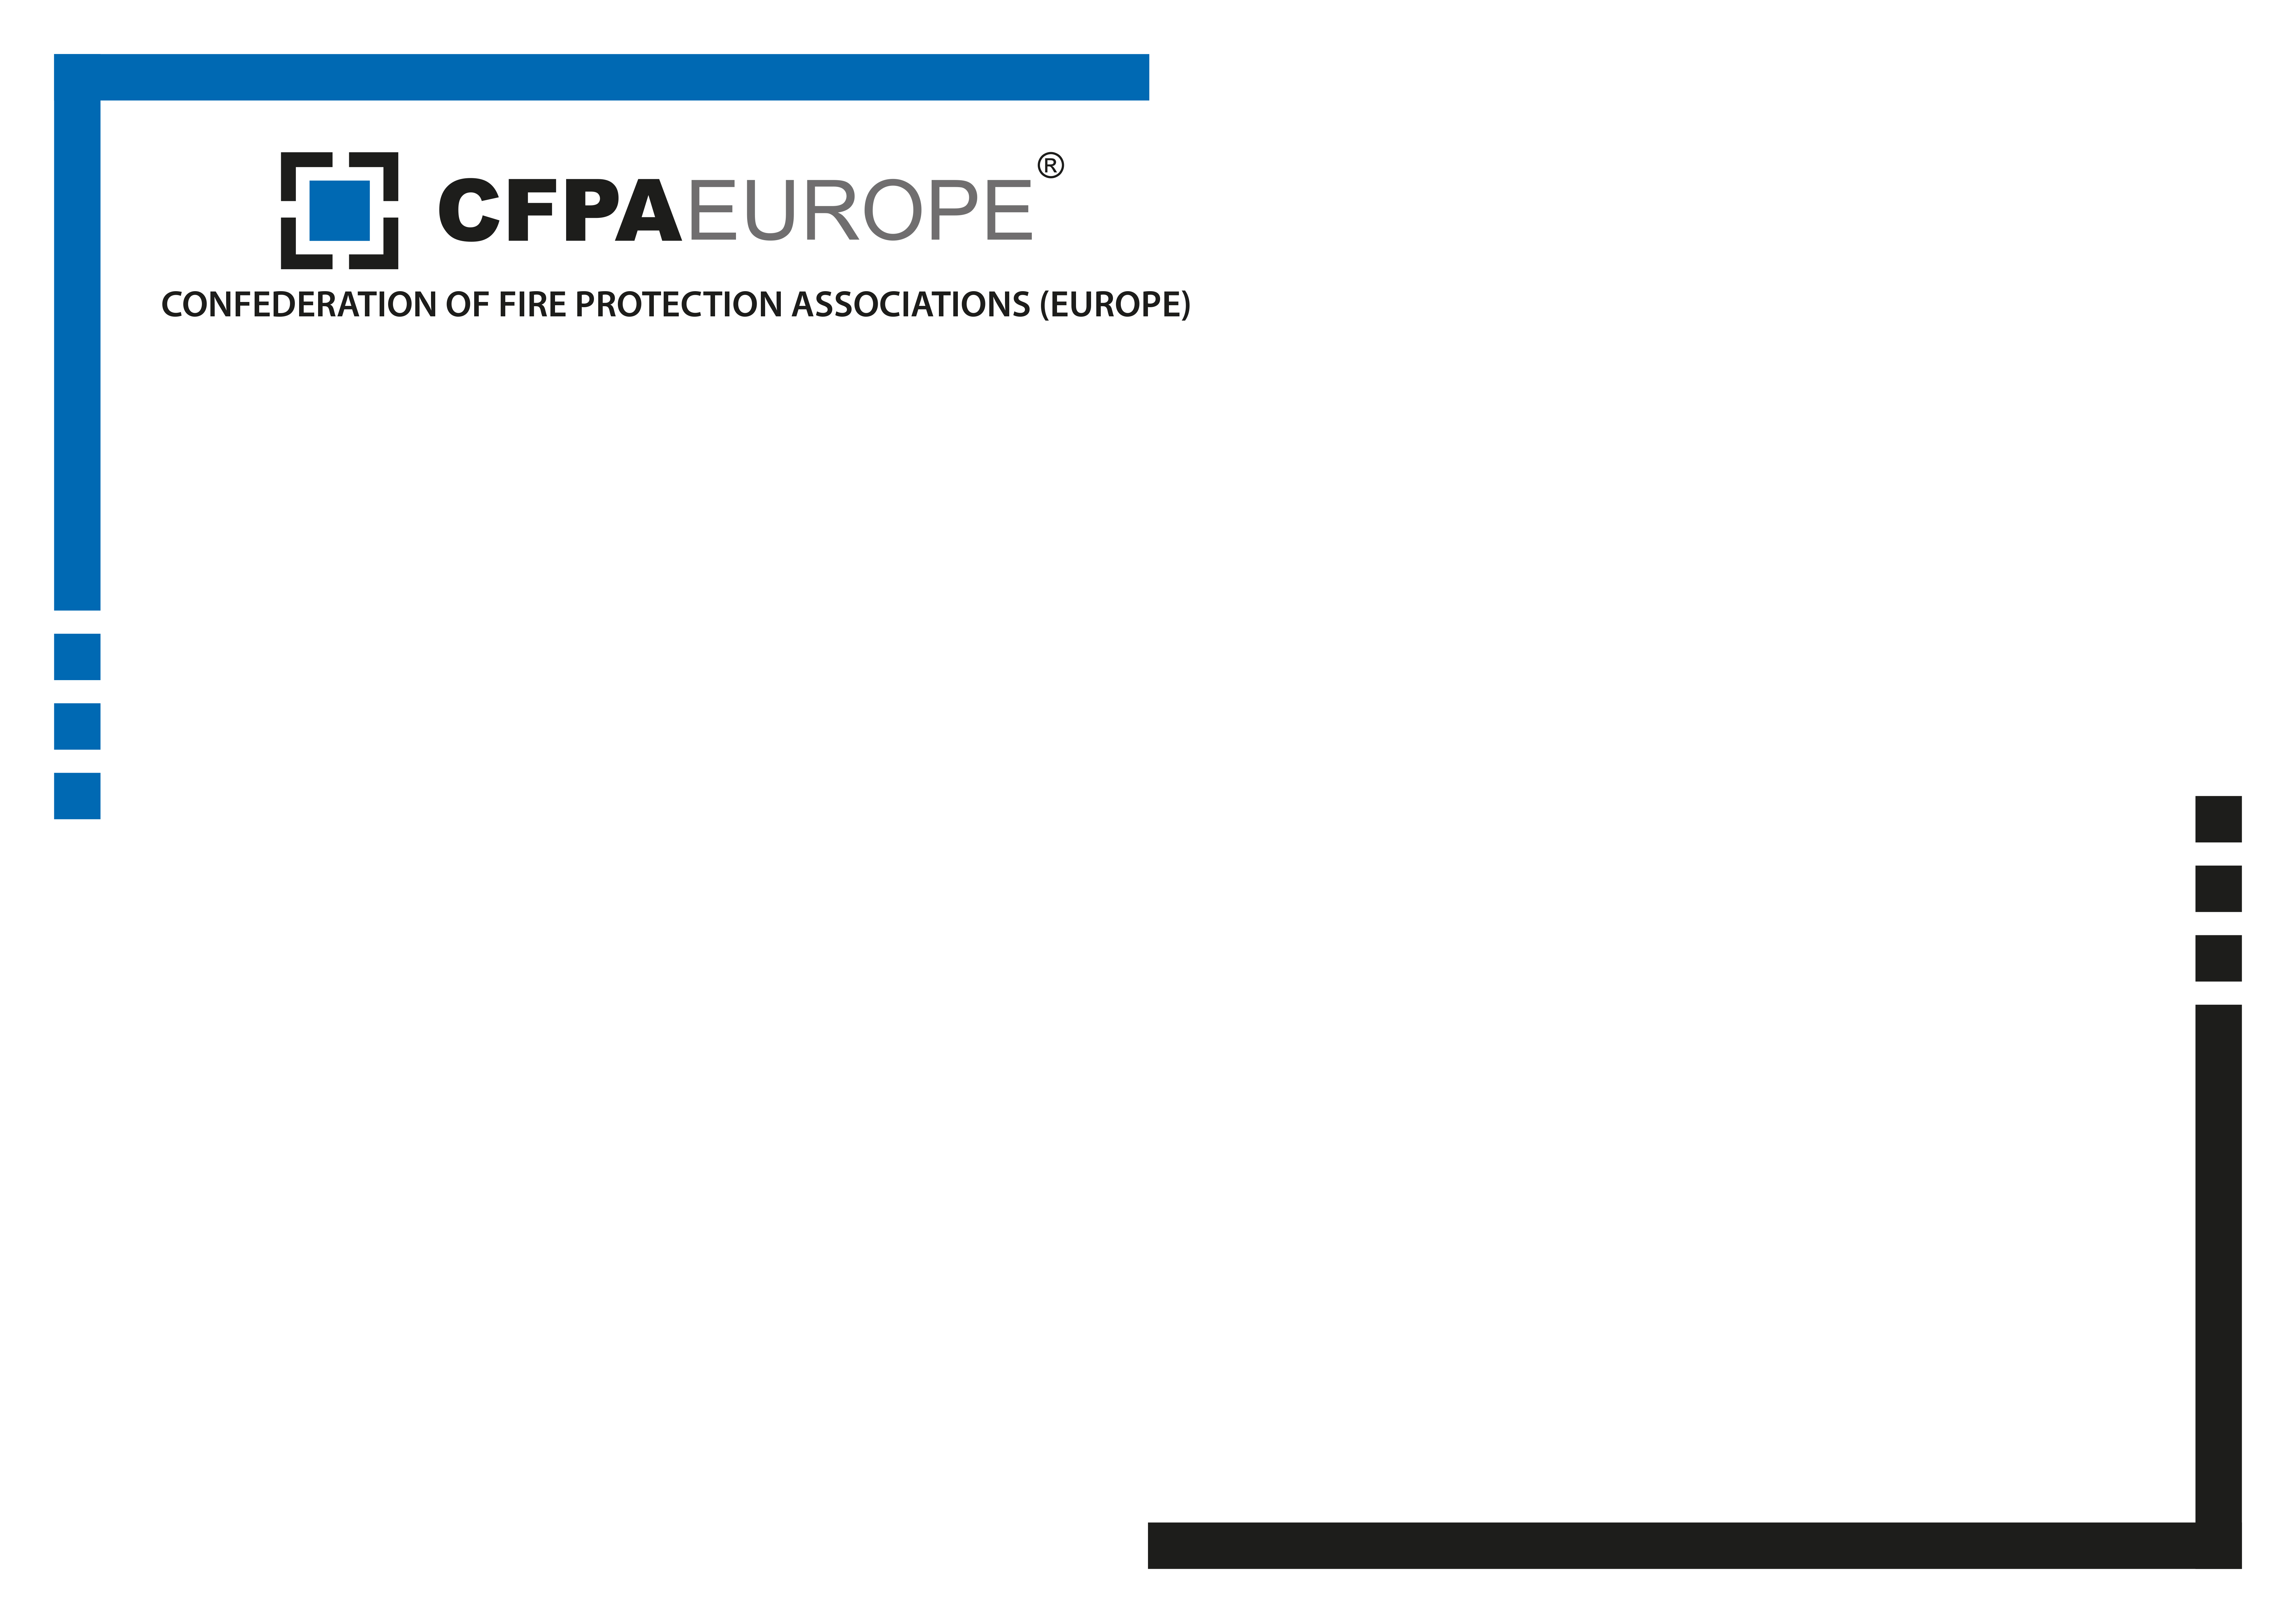 CFPAEUROPE®
CONFEDERATION OF FIRE PROTECTION ASSOCIATIONS (EUROPE)